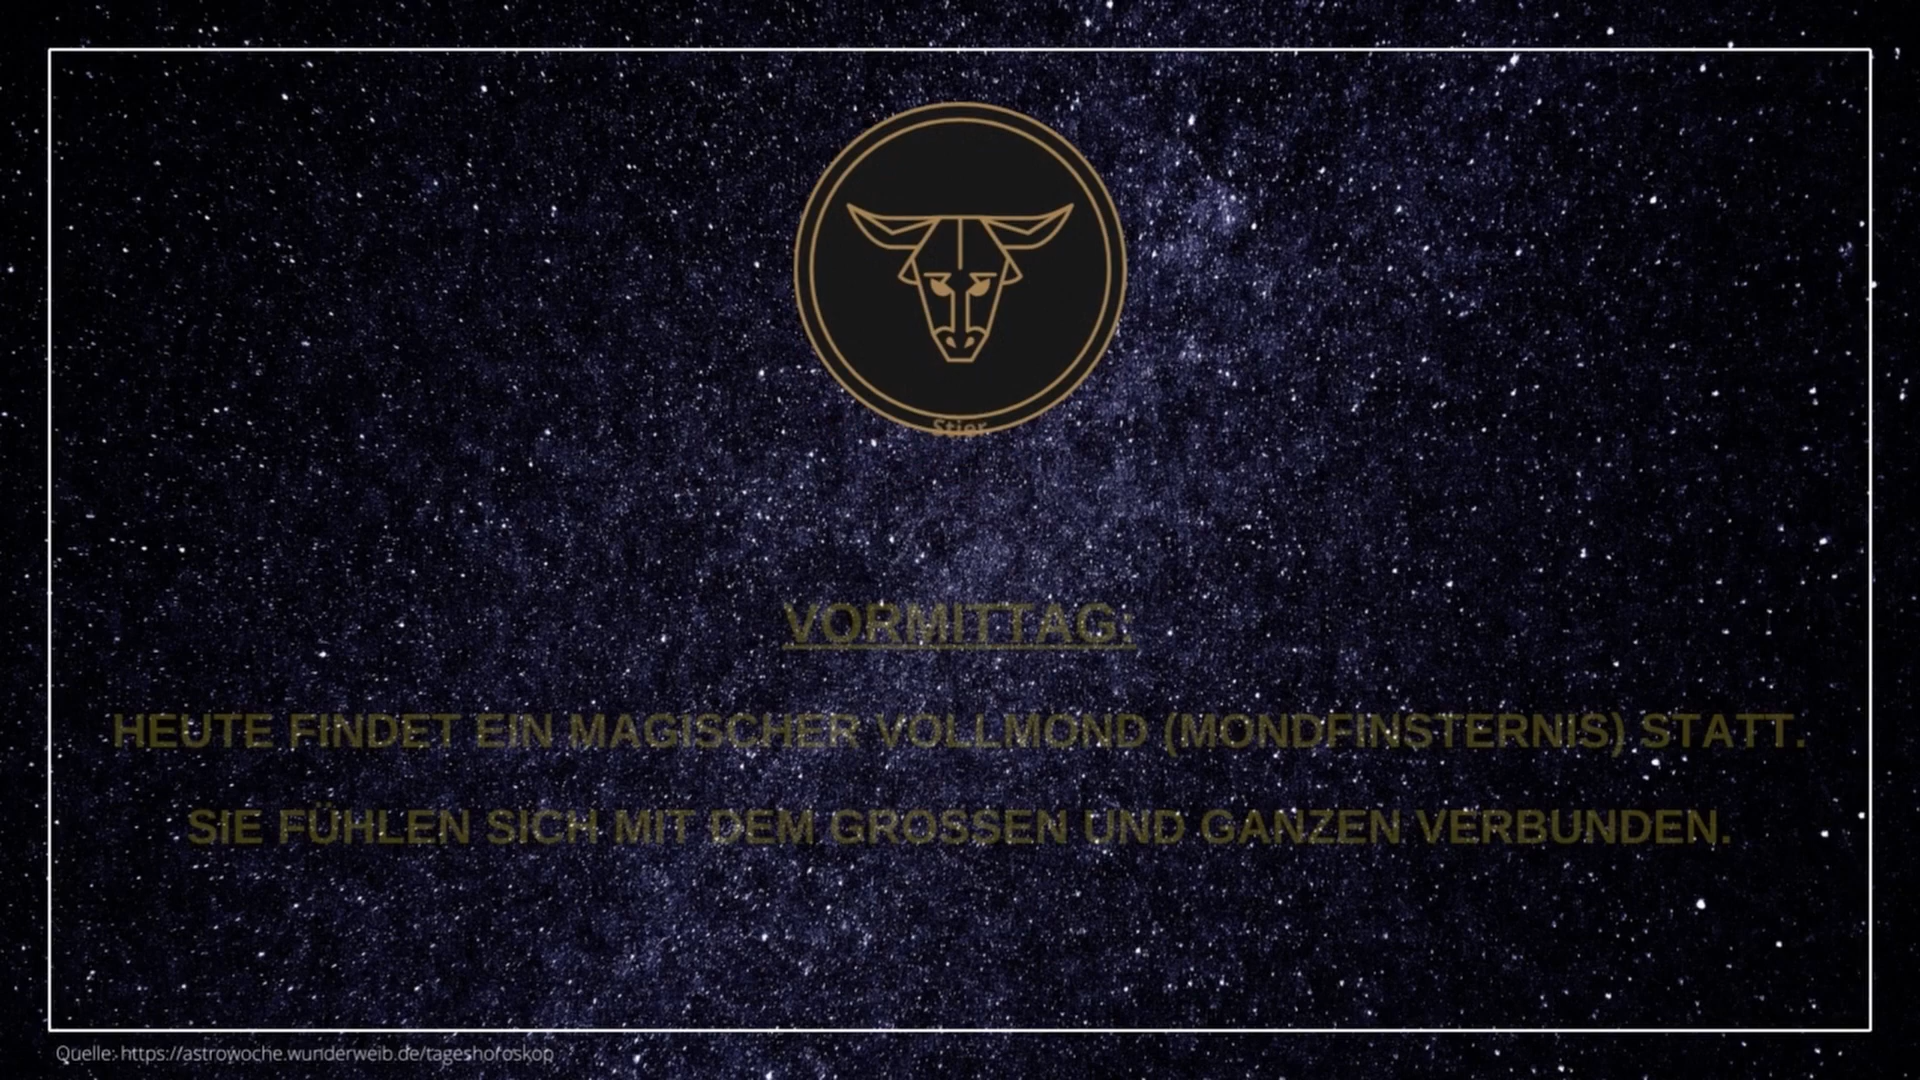 Stier
VORMITTAG:
HEUTE FINDET EIN MAGISCHER VOLLMOND (MONDFINSTERNIS) STATT.
SIE FÜHLEN SICH MIT DEM GROSSEN UND GANZEN VERBUNDEN.
Quelle: https://astrowoche.wunderweib.de/tageshoroskop